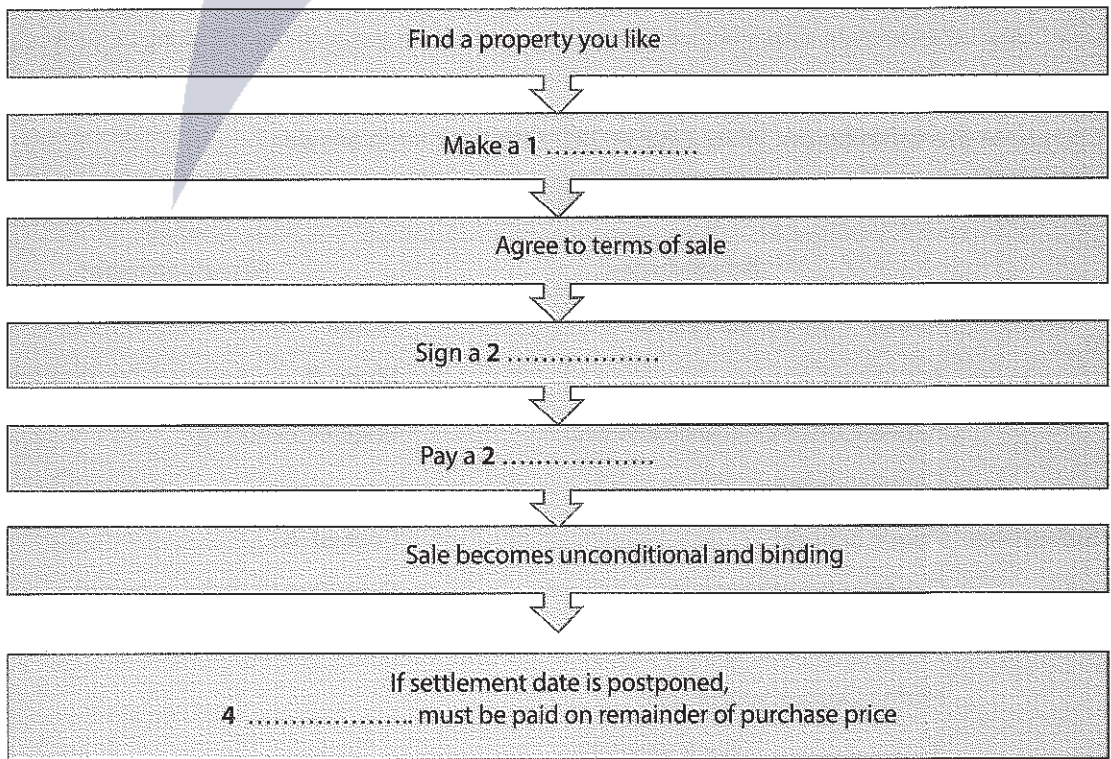 Find a property you like
Make a 1 ..................
Agree to terms of sale
Sign a 2 ..................
Pay a 2 ..................
Sale becomes unconditional and binding
If settlement date is postponed,
4 .................... must be paid on remainder of purchase price